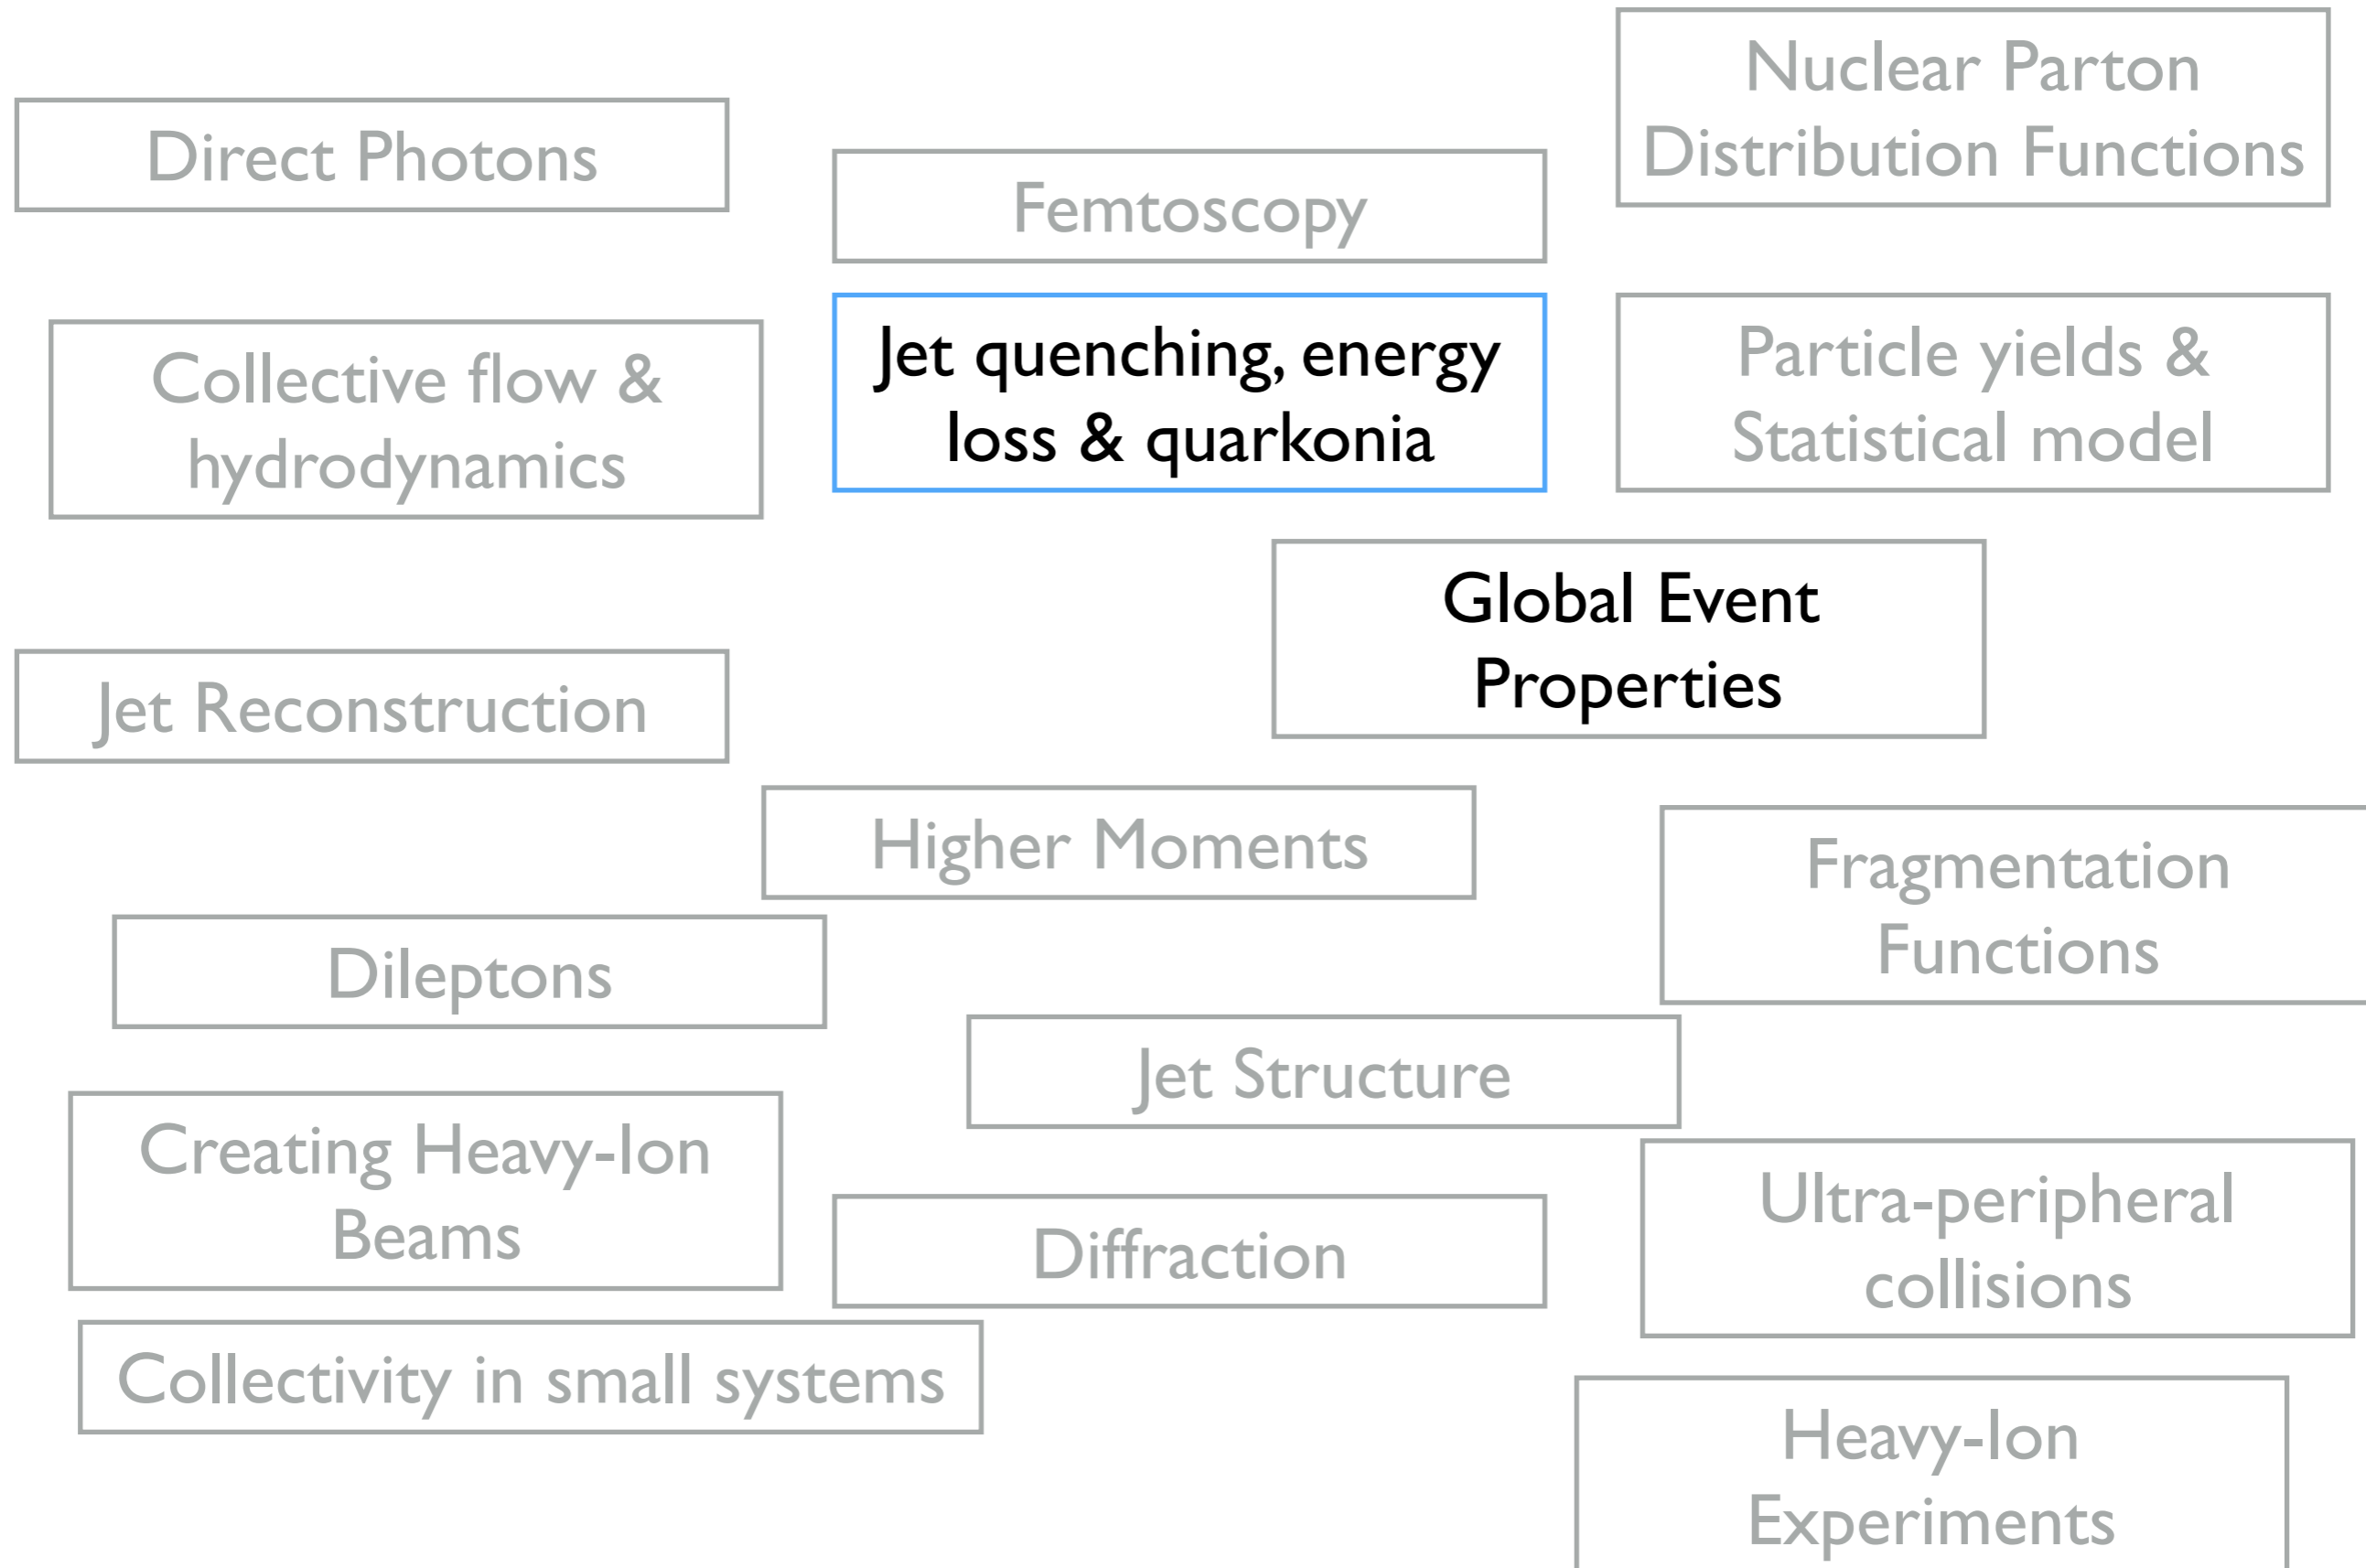 Nuclear Parton
Distribution Functions
Direct Photons
Femtoscopy
Collective flow &
hydrodynamics
Jet quenching, energy
loss & quarkonia
Particle yields &
Statistical model
Global Event
Properties
Jet Reconstruction
Higher Moments
Fragmentation
Functions
Dileptons
Jet Structure
Creating Heavy-Ion
Beams
Ultra-peripheral
collisions
Diffraction
Collectivity in small systems
Heavy-Ion
Experiments